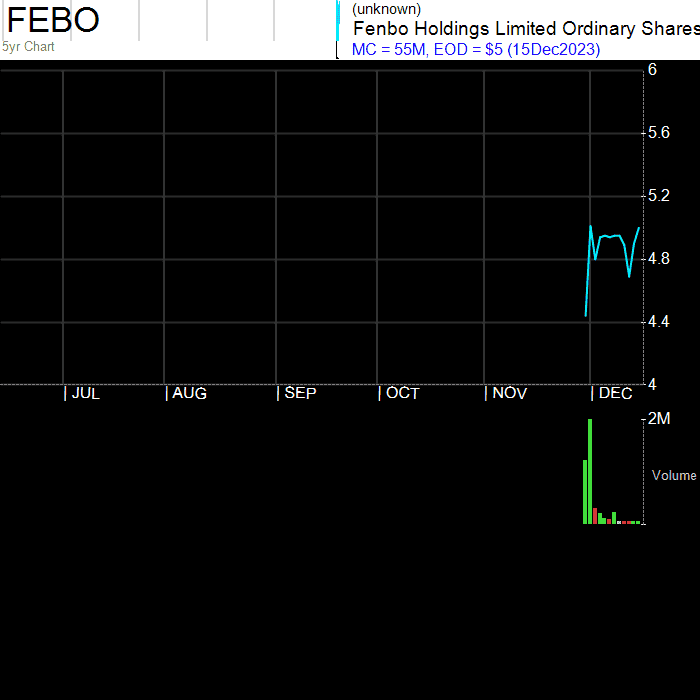 FEBO
5yr Chart
(unknown)
Fenbo Holdings Limited Ordinary Shares
MC = 55M, EOD = $5 (15Dec2023)
6
5.6
5.2
4.8
4.4
4
| JUL | AUG | SEP | OCT | NOV | DEC
2M
Volume